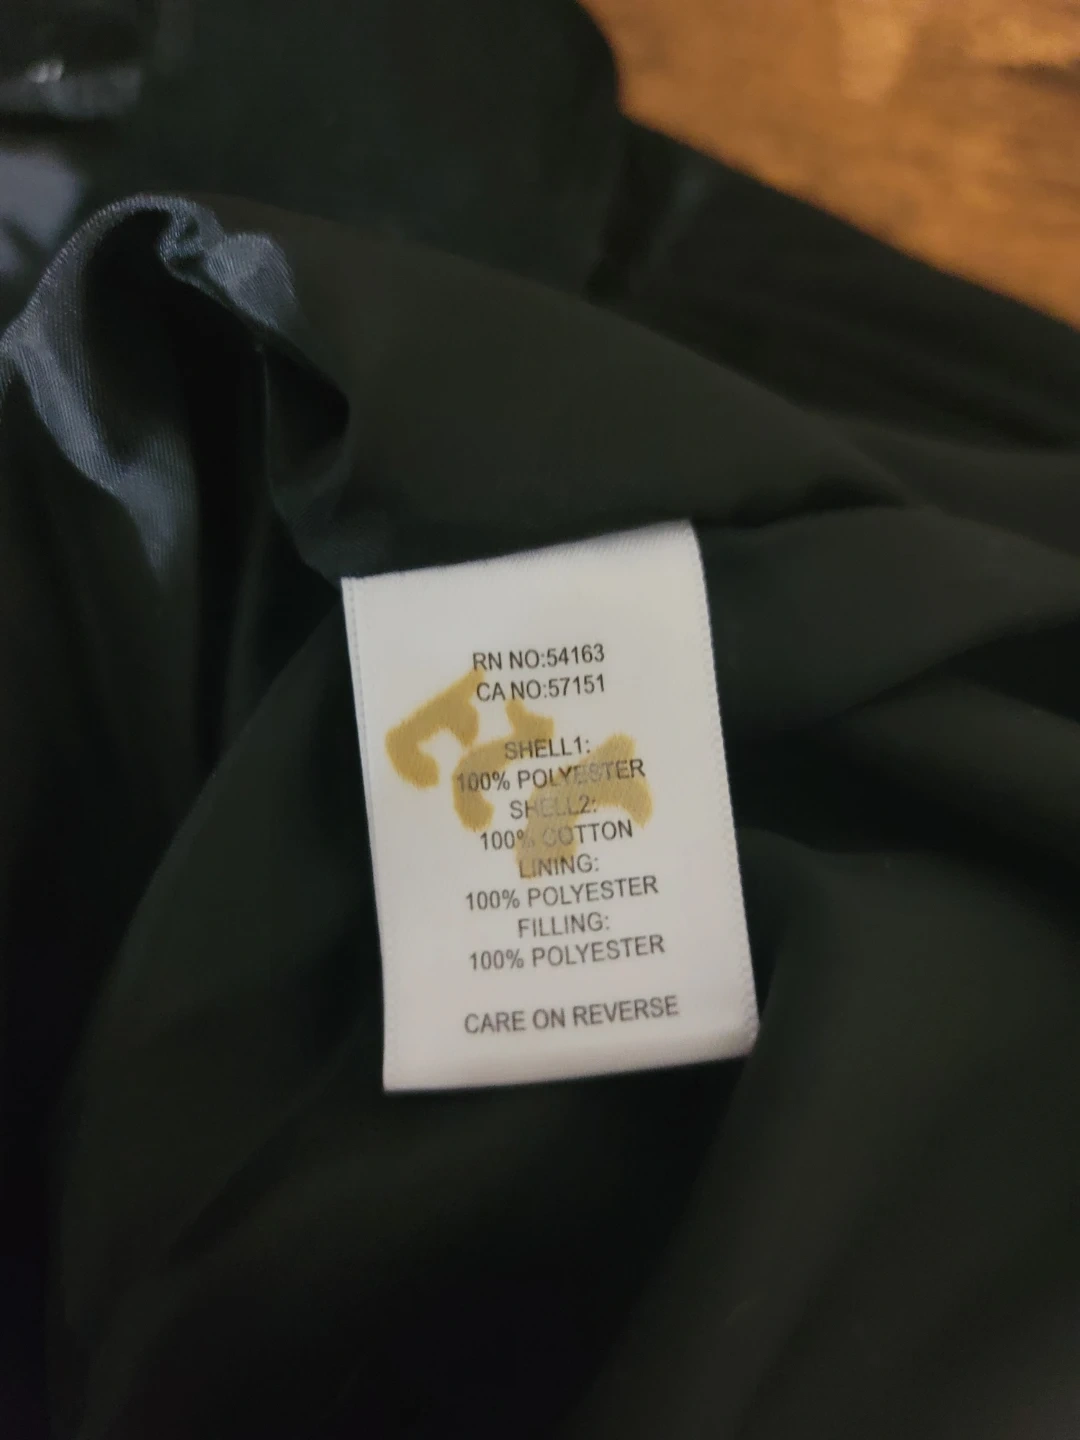 RN NO:54163
CA NO:57151
SHELL1:
100% POLYESTER
SHELL2:
100% COTTON
LINING:
100% POLYESTER
FILLING:
100% POLYESTER
CARE ON REVERSE